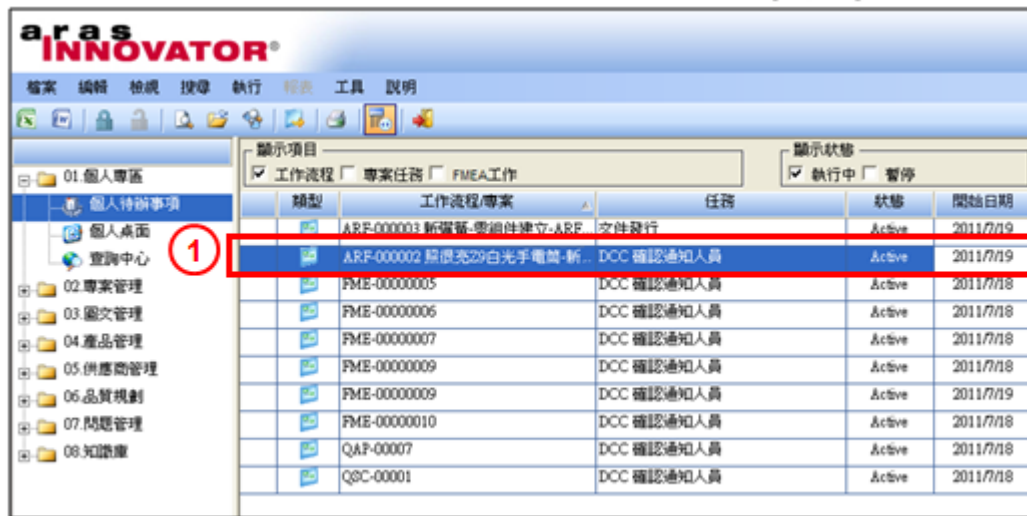 aras
INNOVATOR®
檔案 編輯 檢視 搜尋 執行 報表 工具 說明
顯示項目
顯示狀態
工作流程 專案任務 FMEA工作
執行中 暫停
01.個人專區
個人待辦事項
個人桌面
查詢中心
02.專案管理
03.圖文管理
04.產品管理
05.供應商管理
06.品質規劃
07.問題管理
08.知識庫
1
類型 工作流程/專案 任務 狀態 開始日期
ARF-000003 新彈簧-零組件建立-ARF... 文件發行 Active 2011/7/19
ARF-000002 照很亮Z9白光手電筒-新... DCC 確認通知人員 Active 2011/7/19
FME-00000005 DCC 確認通知人員 Active 2011/7/18
FME-00000006 DCC 確認通知人員 Active 2011/7/18
FME-00000007 DCC 確認通知人員 Active 2011/7/18
FME-00000009 DCC 確認通知人員 Active 2011/7/18
FME-00000009 DCC 確認通知人員 Active 2011/7/19
FME-00000010 DCC 確認通知人員 Active 2011/7/18
QAP-00007 DCC 確認通知人員 Active 2011/7/18
QSC-00001 DCC 確認通知人員 Active 2011/7/18